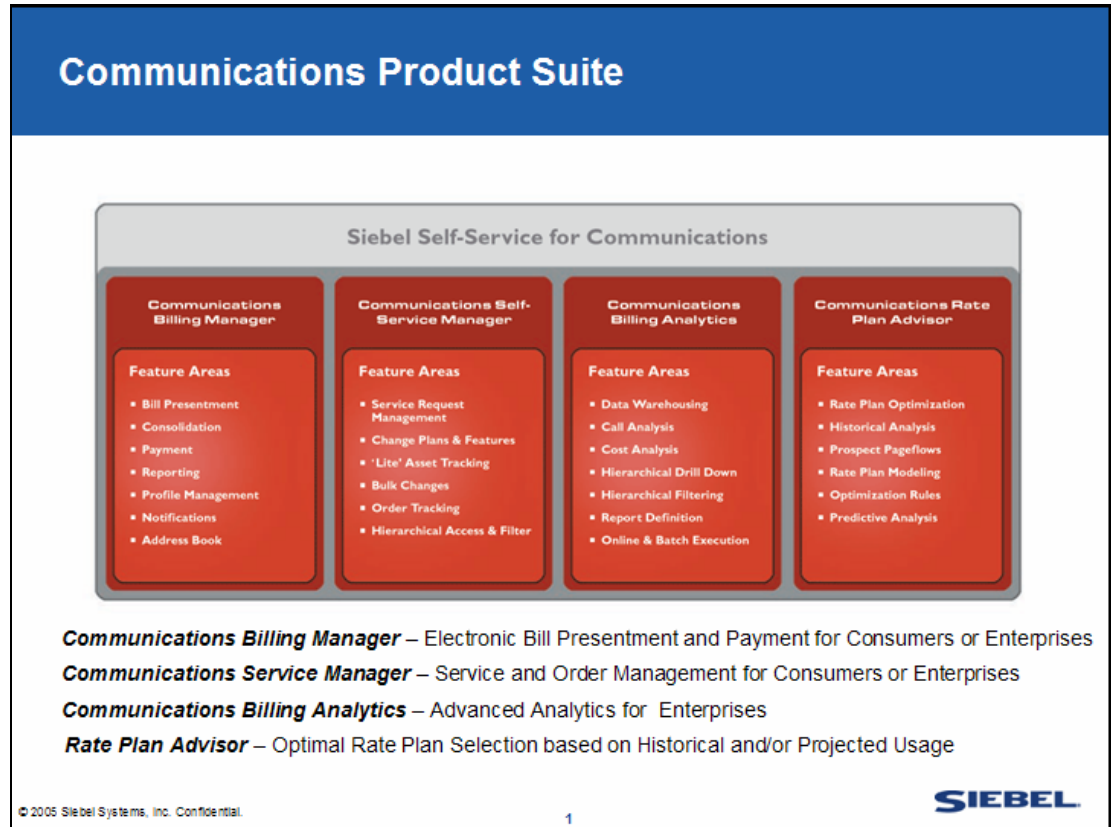 Communications Product Suite
Siebel Self-Service for Communications
Communications
Billing Manager
Feature Areas
▪ Bill Presentment
▪ Consolidation
▪ Payment
▪ Reporting
▪ Profile Management
▪ Notifications
▪ Address Book
Communications Self-
Service Manager
Feature Areas
▪ Service Request
Management
▪ Change Plans & Features
▪ 'Lite' Asset Tracking
▪ Bulk Changes
▪ Order Tracking
▪ Hierarchical Access & Filter
Communications
Billing Analytics
Feature Areas
▪ Data Warehousing
▪ Call Analysis
▪ Cost Analysis
▪ Hierarchical Drill Down
▪ Hierarchical Filtering
▪ Report Definition
▪ Online & Batch Execution
Communications Rate
Plan Advisor
Feature Areas
▪ Rate Plan Optimization
▪ Historical Analysis
▪ Prospect Pageflows
▪ Rate Plan Modeling
▪ Optimization Rules
▪ Predictive Analysis
Communications Billing Manager – Electronic Bill Presentment and Payment for Consumers or Enterprises
Communications Service Manager – Service and Order Management for Consumers or Enterprises
Communications Billing Analytics – Advanced Analytics for Enterprises
Rate Plan Advisor – Optimal Rate Plan Selection based on Historical and/or Projected Usage
© 2005 Siebel Systems, Inc. Confidential.
1
SIEBEL.